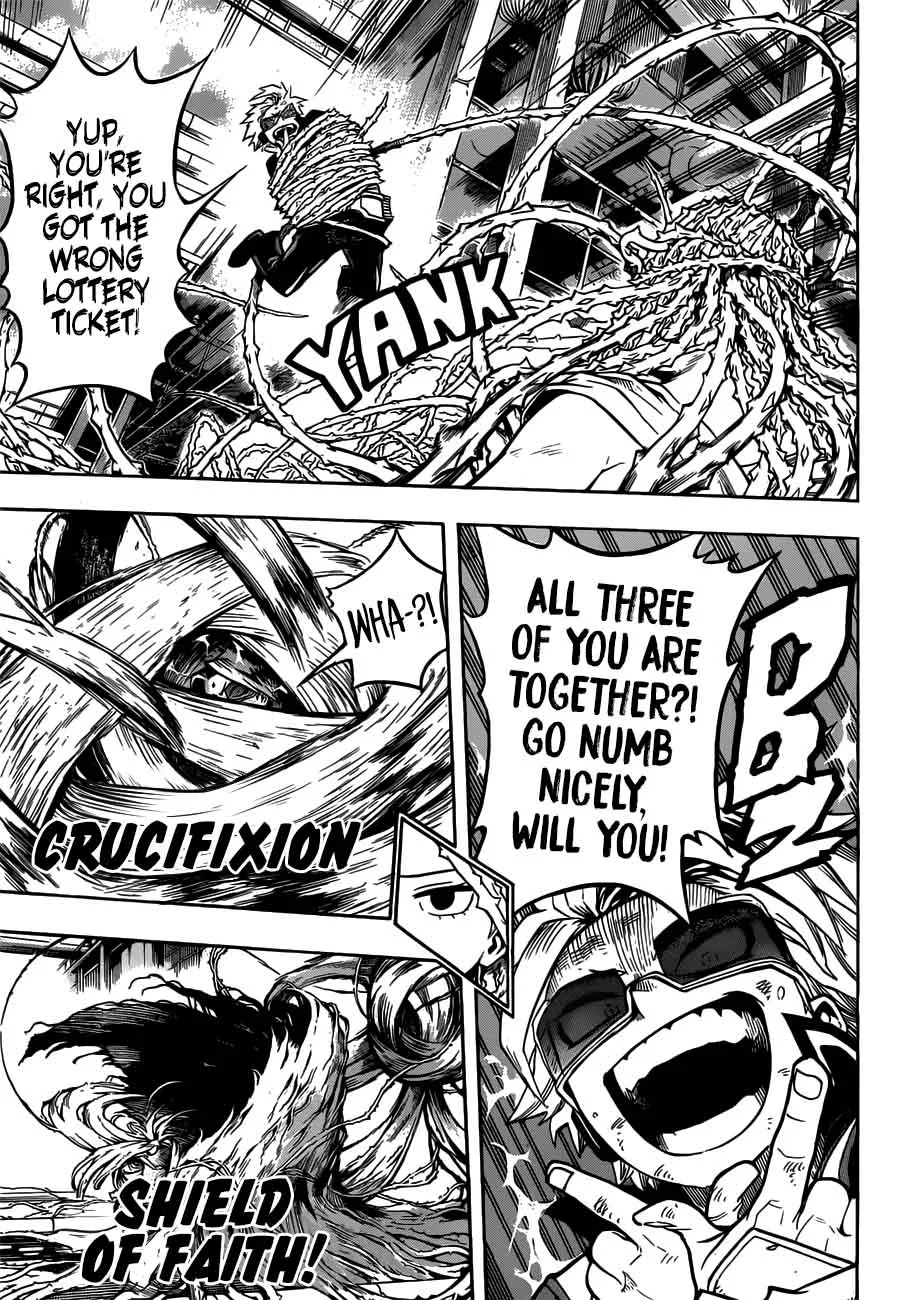 YUP,
YOU'RE
RIGHT, YOU
GOT THE
WRONG
LOTTERY
TICKET!
YANK
ALL THREE
OF YOU ARE
TOGETHER?!
GO NUMB
NICELY,
WILL YOU!
BZ
WHA-?!
CRUCIFIXION
SHIELD
OF FAITH!